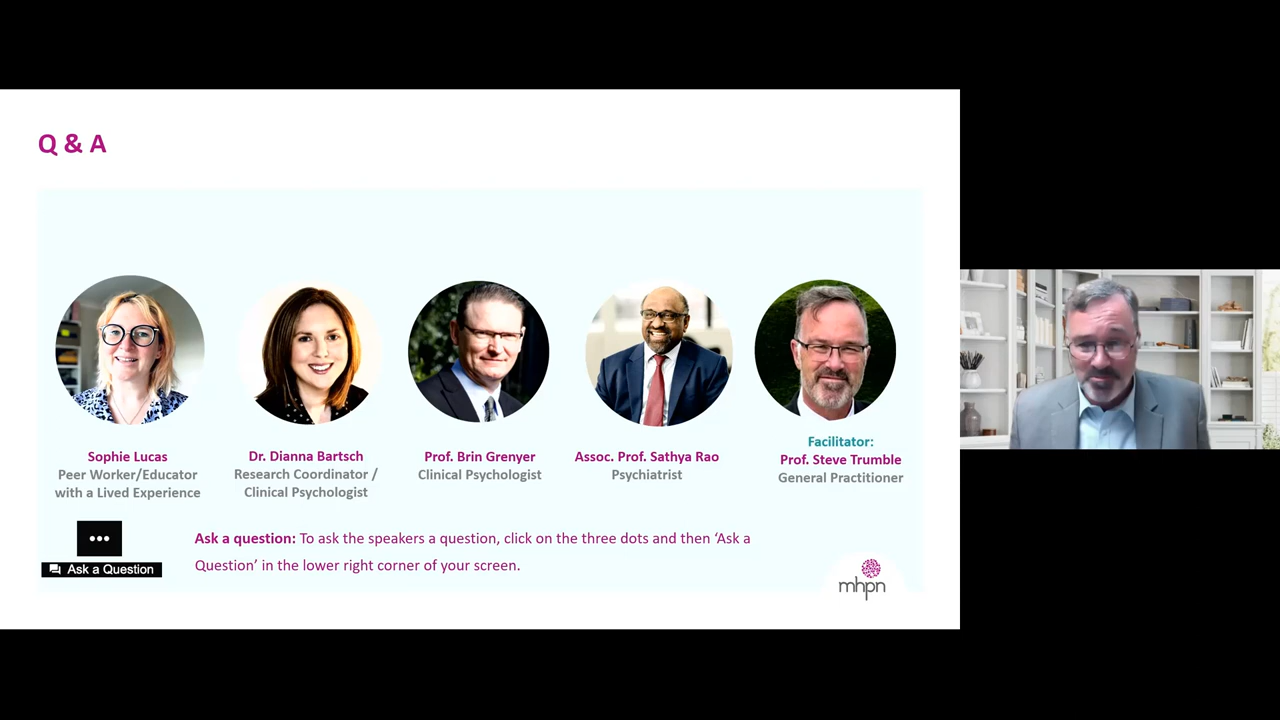 Q & A
Sophie Lucas
Peer Worker/Educator
with a Lived Experience
Dr. Dianna Bartsch
Research Coordinator /
Clinical Psychologist
Prof. Brin Grenyer
Clinical Psychologist
Assoc. Prof. Sathya Rao
Psychiatrist
Facilitator:
Prof. Steve Trumble
General Practitioner
Ask a Question
Ask a question: To ask the speakers a question, click on the three dots and then ‘Ask a
Question’ in the lower right corner of your screen.
mhpn